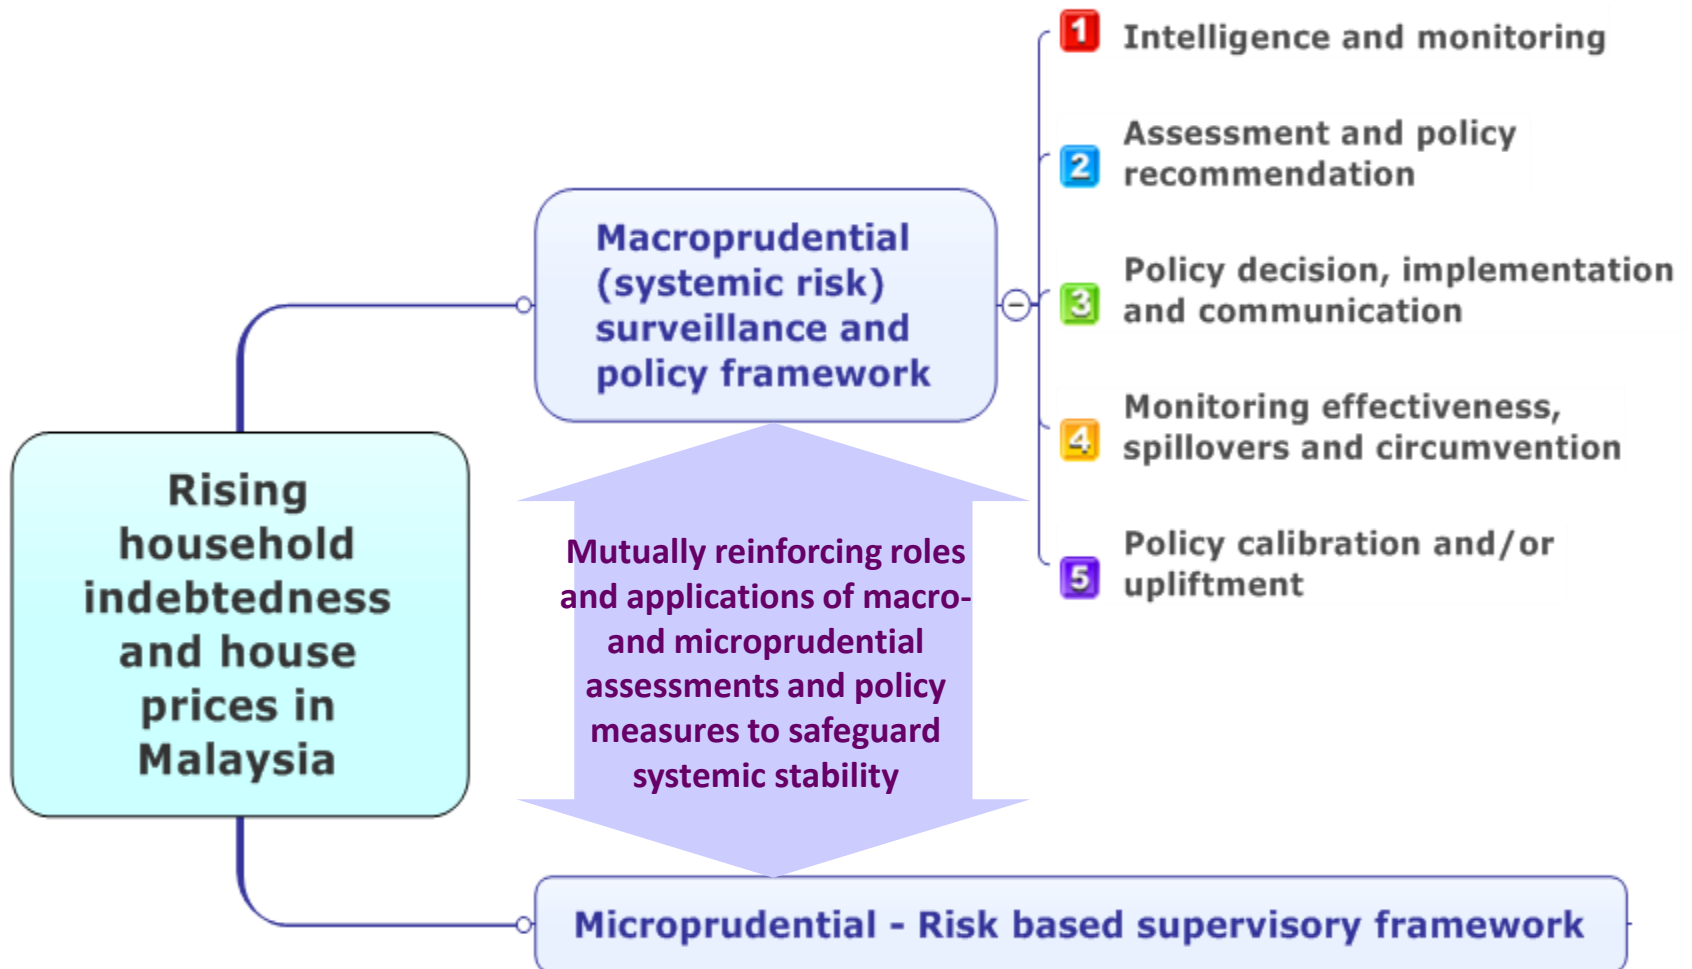 Rising
household
indebtedness
and house
prices in
Malaysia
Macroprudential
(systemic risk)
surveillance and
policy framework
1 Intelligence and monitoring
2 Assessment and policy
recommendation
3 Policy decision, implementation
and communication
4 Monitoring effectiveness,
spillovers and circumvention
5 Policy calibration and/or
upliftment
Mutually reinforcing roles
and applications of macro-
and microprudential
assessments and policy
measures to safeguard
systemic stability
Microprudential - Risk based supervisory framework